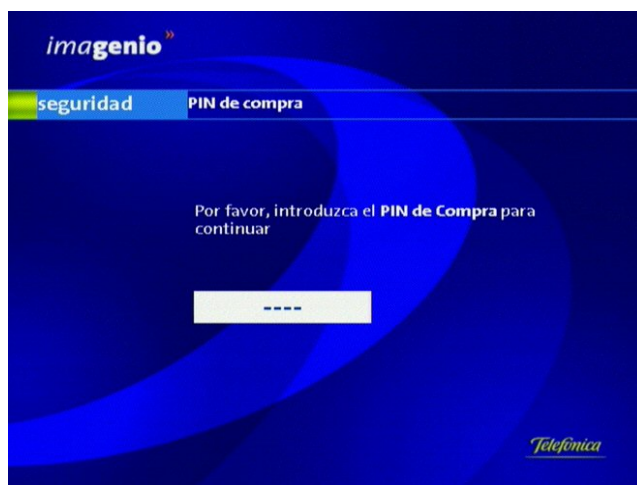 imagenio»
seguridad PIN de compra
Por favor, introduzca el PIN de Compra para
continuar
----
Telefónica